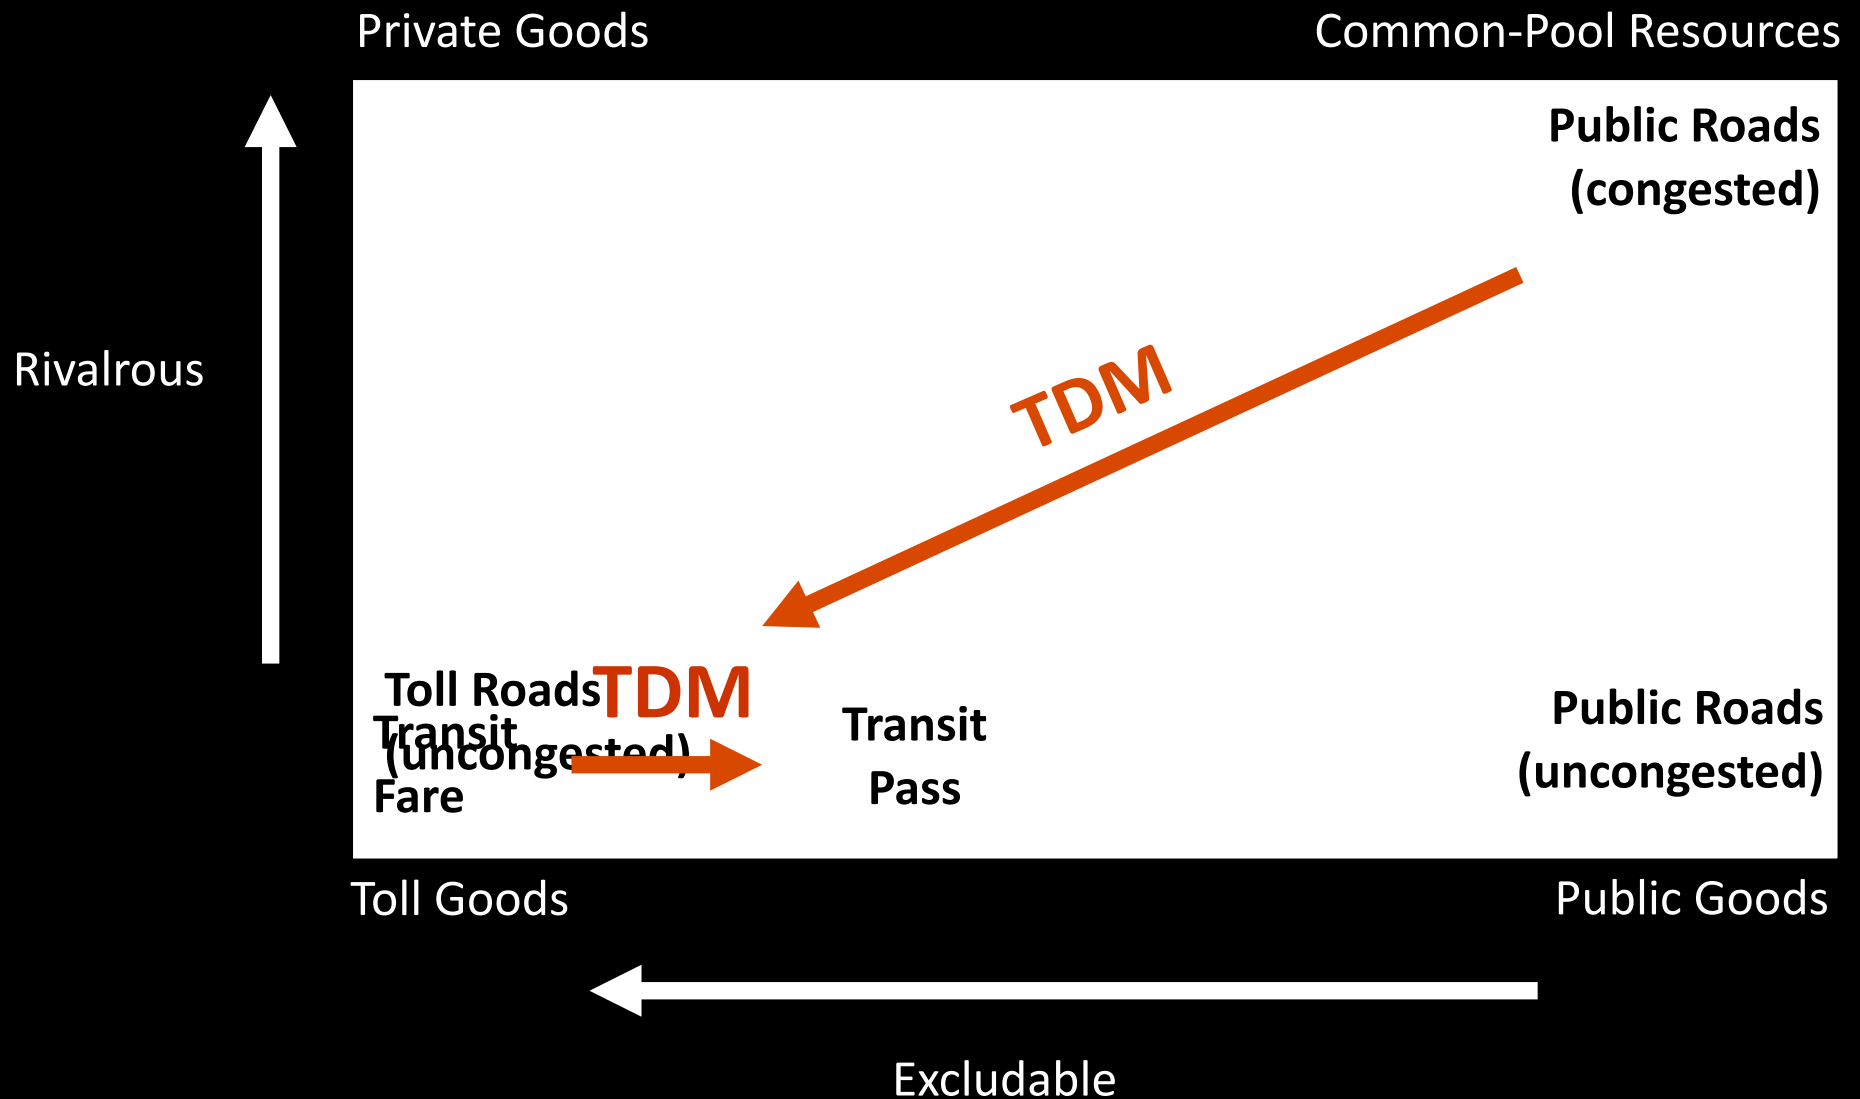 Private Goods
Common-Pool Resources
Public Roads
(congested)
Rivalrous
TDM
Toll Roads
(uncongested)
TDM
Transit
Fare
Transit
Pass
Public Roads
(uncongested)
Toll Goods
Public Goods
Excludable